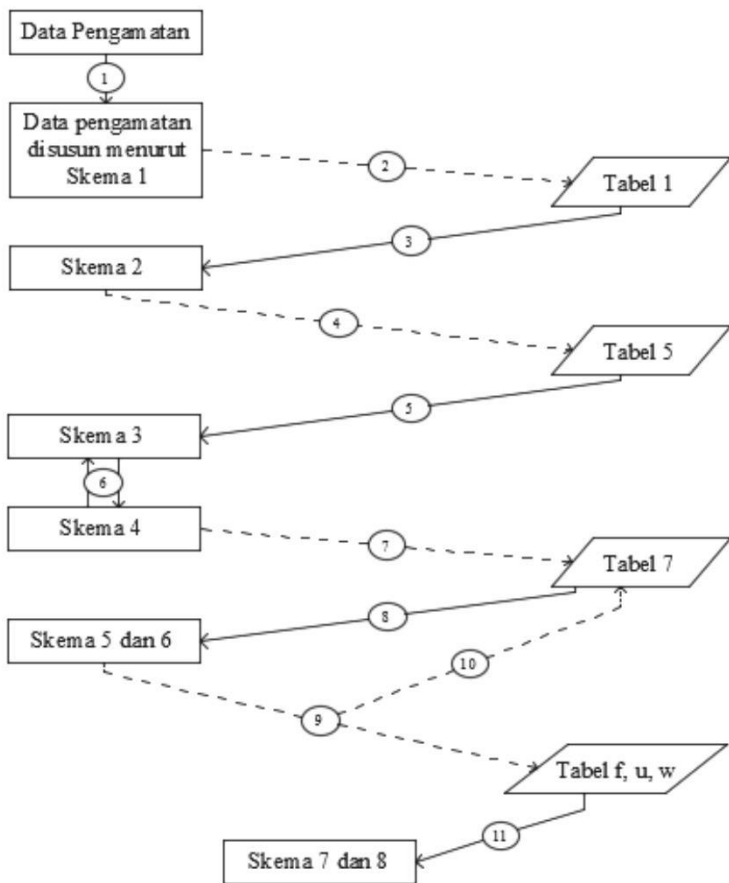 Data Pengamatan
1
Data pengamatan
disusun menurut
Skema 1
2
Tabel 1
3
Skema 2
4
Tabel 5
5
Skema 3
6
Skema 4
7
Tabel 7
8
Skema 5 dan 6
10
9
Tabel f, u, w
11
Skema 7 dan 8